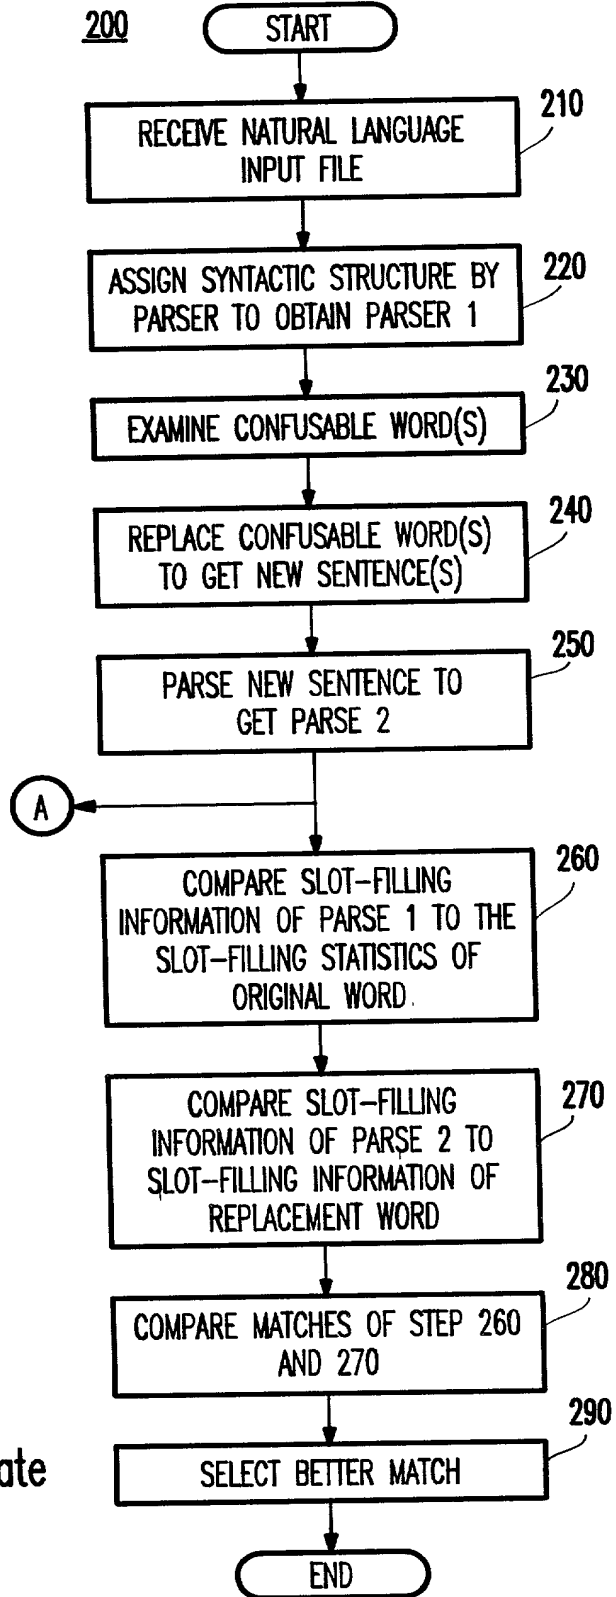 200
START
210
RECEIVE NATURAL LANGUAGE
INPUT FILE
220
ASSIGN SYNTACTIC STRUCTURE BY
PARSER TO OBTAIN PARSER 1
230
EXAMINE CONFUSABLE WORD(S)
240
REPLACE CONFUSABLE WORD(S)
TO GET NEW SENTENCE(S)
250
PARSE NEW SENTENCE TO
GET PARSE 2
A
260
COMPARE SLOT-FILLING
INFORMATION OF PARSE 1 TO THE
SLOT-FILLING STATISTICS OF
ORIGINAL WORD
270
COMPARE SLOT-FILLING
INFORMATION OF PARSE 2 TO
SLOT-FILLING INFORMATION OF
REPLACEMENT WORD
280
COMPARE MATCHES OF STEP 260
AND 270
290
SELECT BETTER MATCH
ate
END